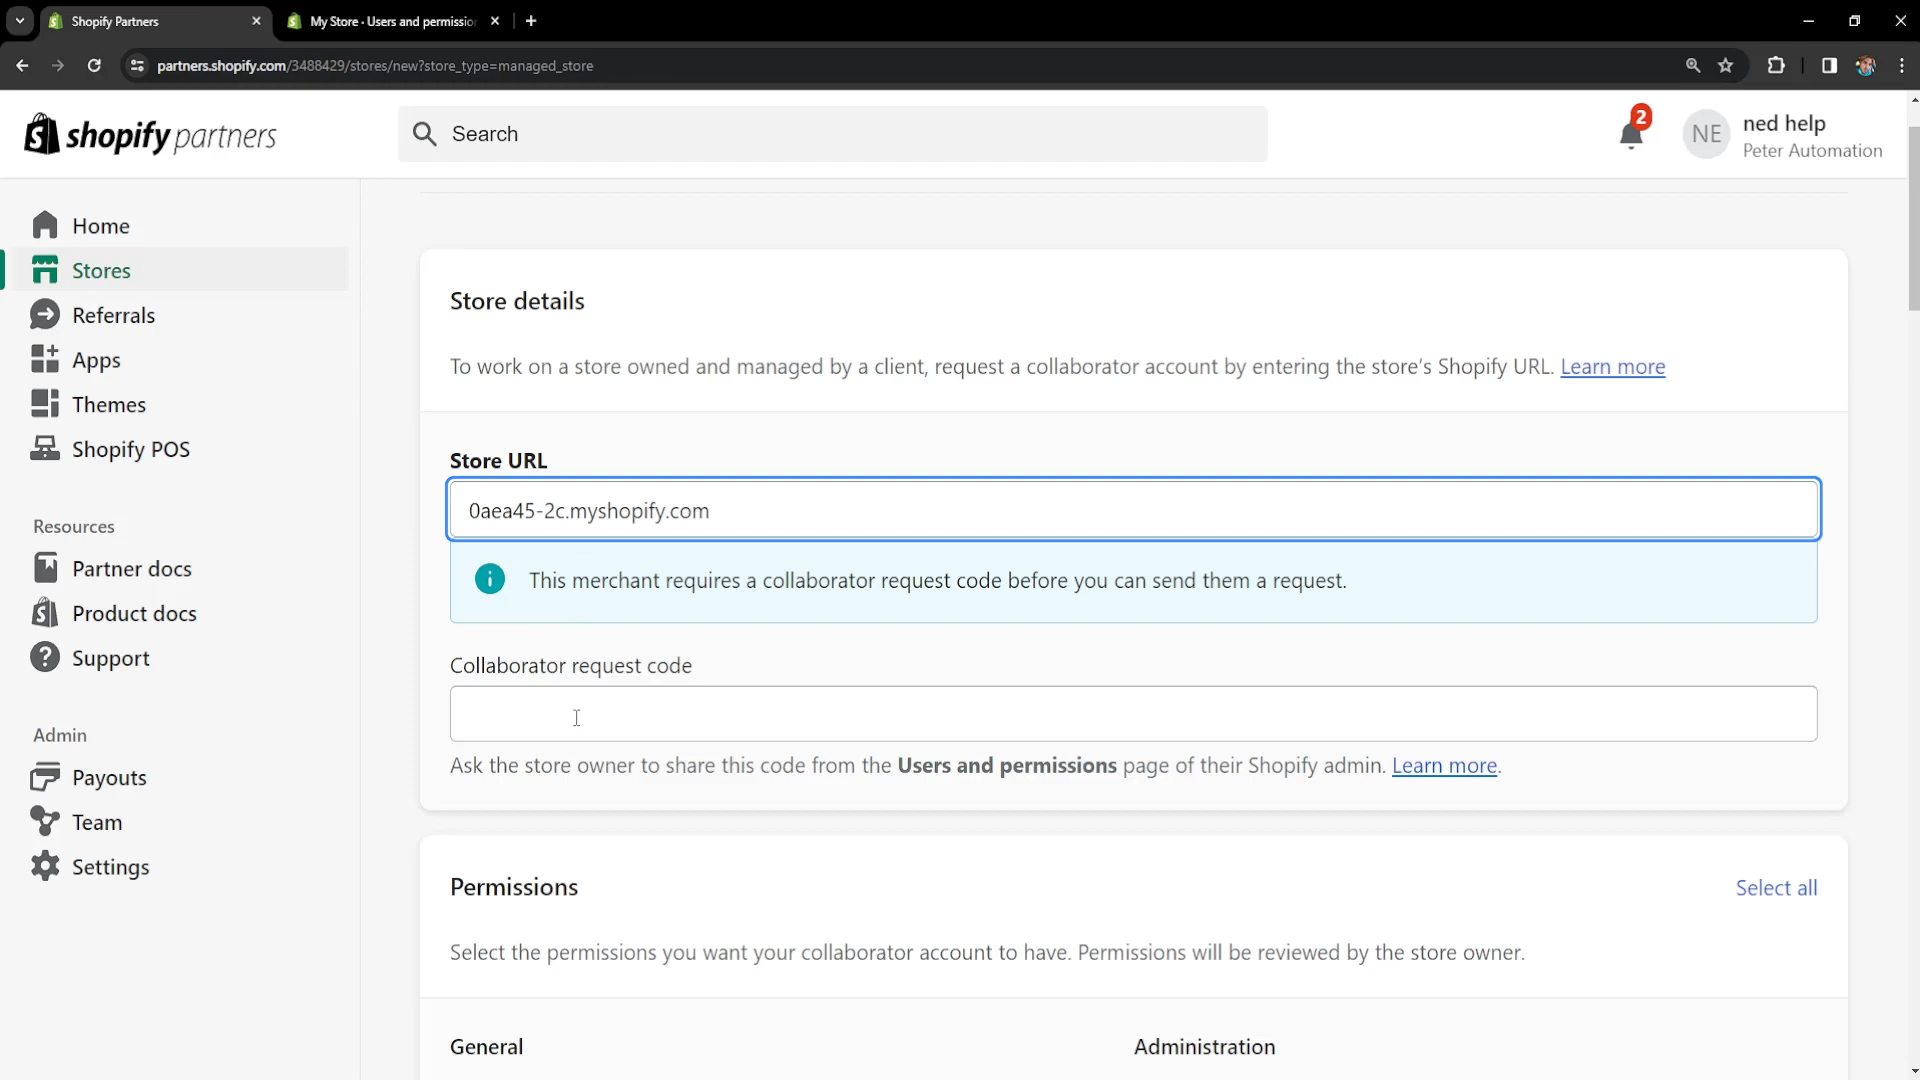 Shopify Partners
My Store · Users and permissio
partners.shopify.com/3488429/stores/new?store_type=managed_store
shopify partners
Search
2
NE
ned help
Peter Automation
Home
Stores
Referrals
Apps
Themes
Shopify POS
Resources
Partner docs
Product docs
Support
Admin
Payouts
Team
Settings
Store details
To work on a store owned and managed by a client, request a collaborator account by entering the store’s Shopify URL. Learn more
Store URL
0aea45-2c.myshopify.com
This merchant requires a collaborator request code before you can send them a request.
Collaborator request code
Ask the store owner to share this code from the Users and permissions page of their Shopify admin. Learn more.
Permissions
Select all
Select the permissions you want your collaborator account to have. Permissions will be reviewed by the store owner.
General
Administration